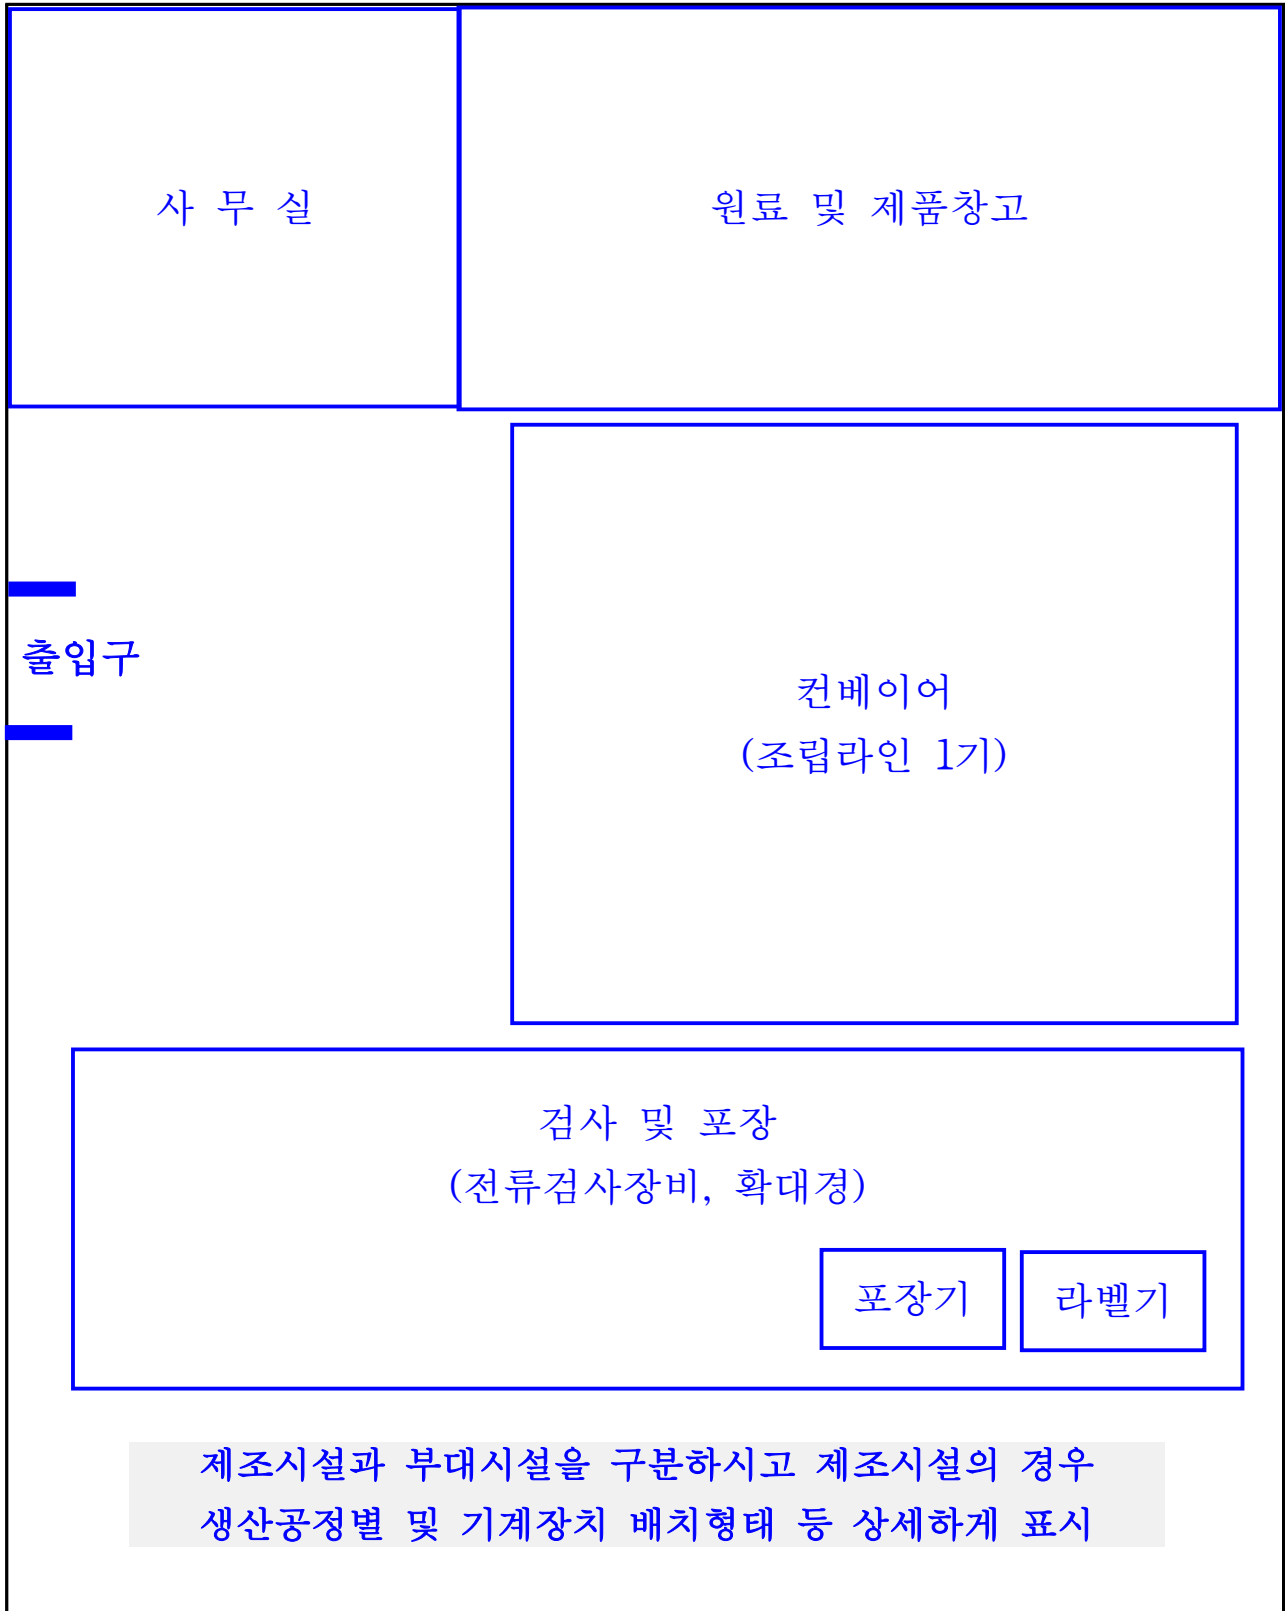 사 무 실
원료 및 제품창고
출입구
컨베이어
(조립라인 1기)
검사 및 포장
(전류검사장비, 확대경)
포장기
라벨기
제조시설과 부대시설을 구분하시고 제조시설의 경우
생산공정별 및 기계장치 배치형태 등 상세하게 표시